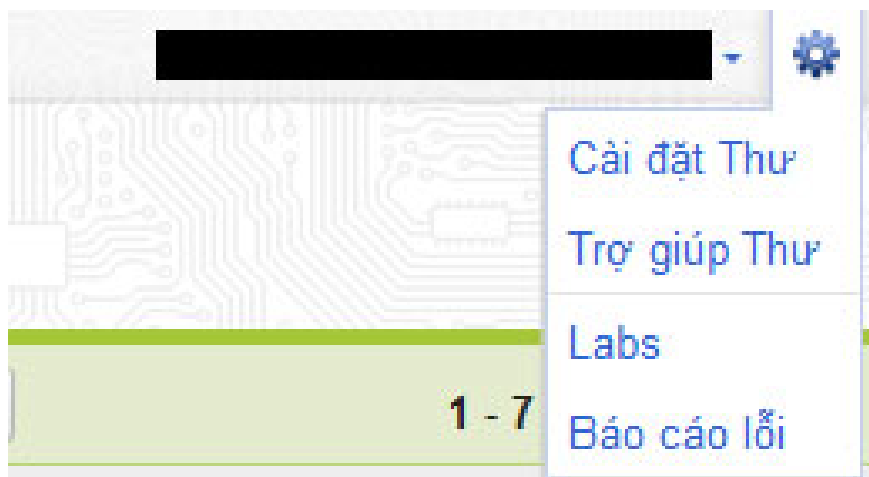 Cài đặt Thư
Trợ giúp Thư
Labs
1 - 7
Báo cáo lỗi